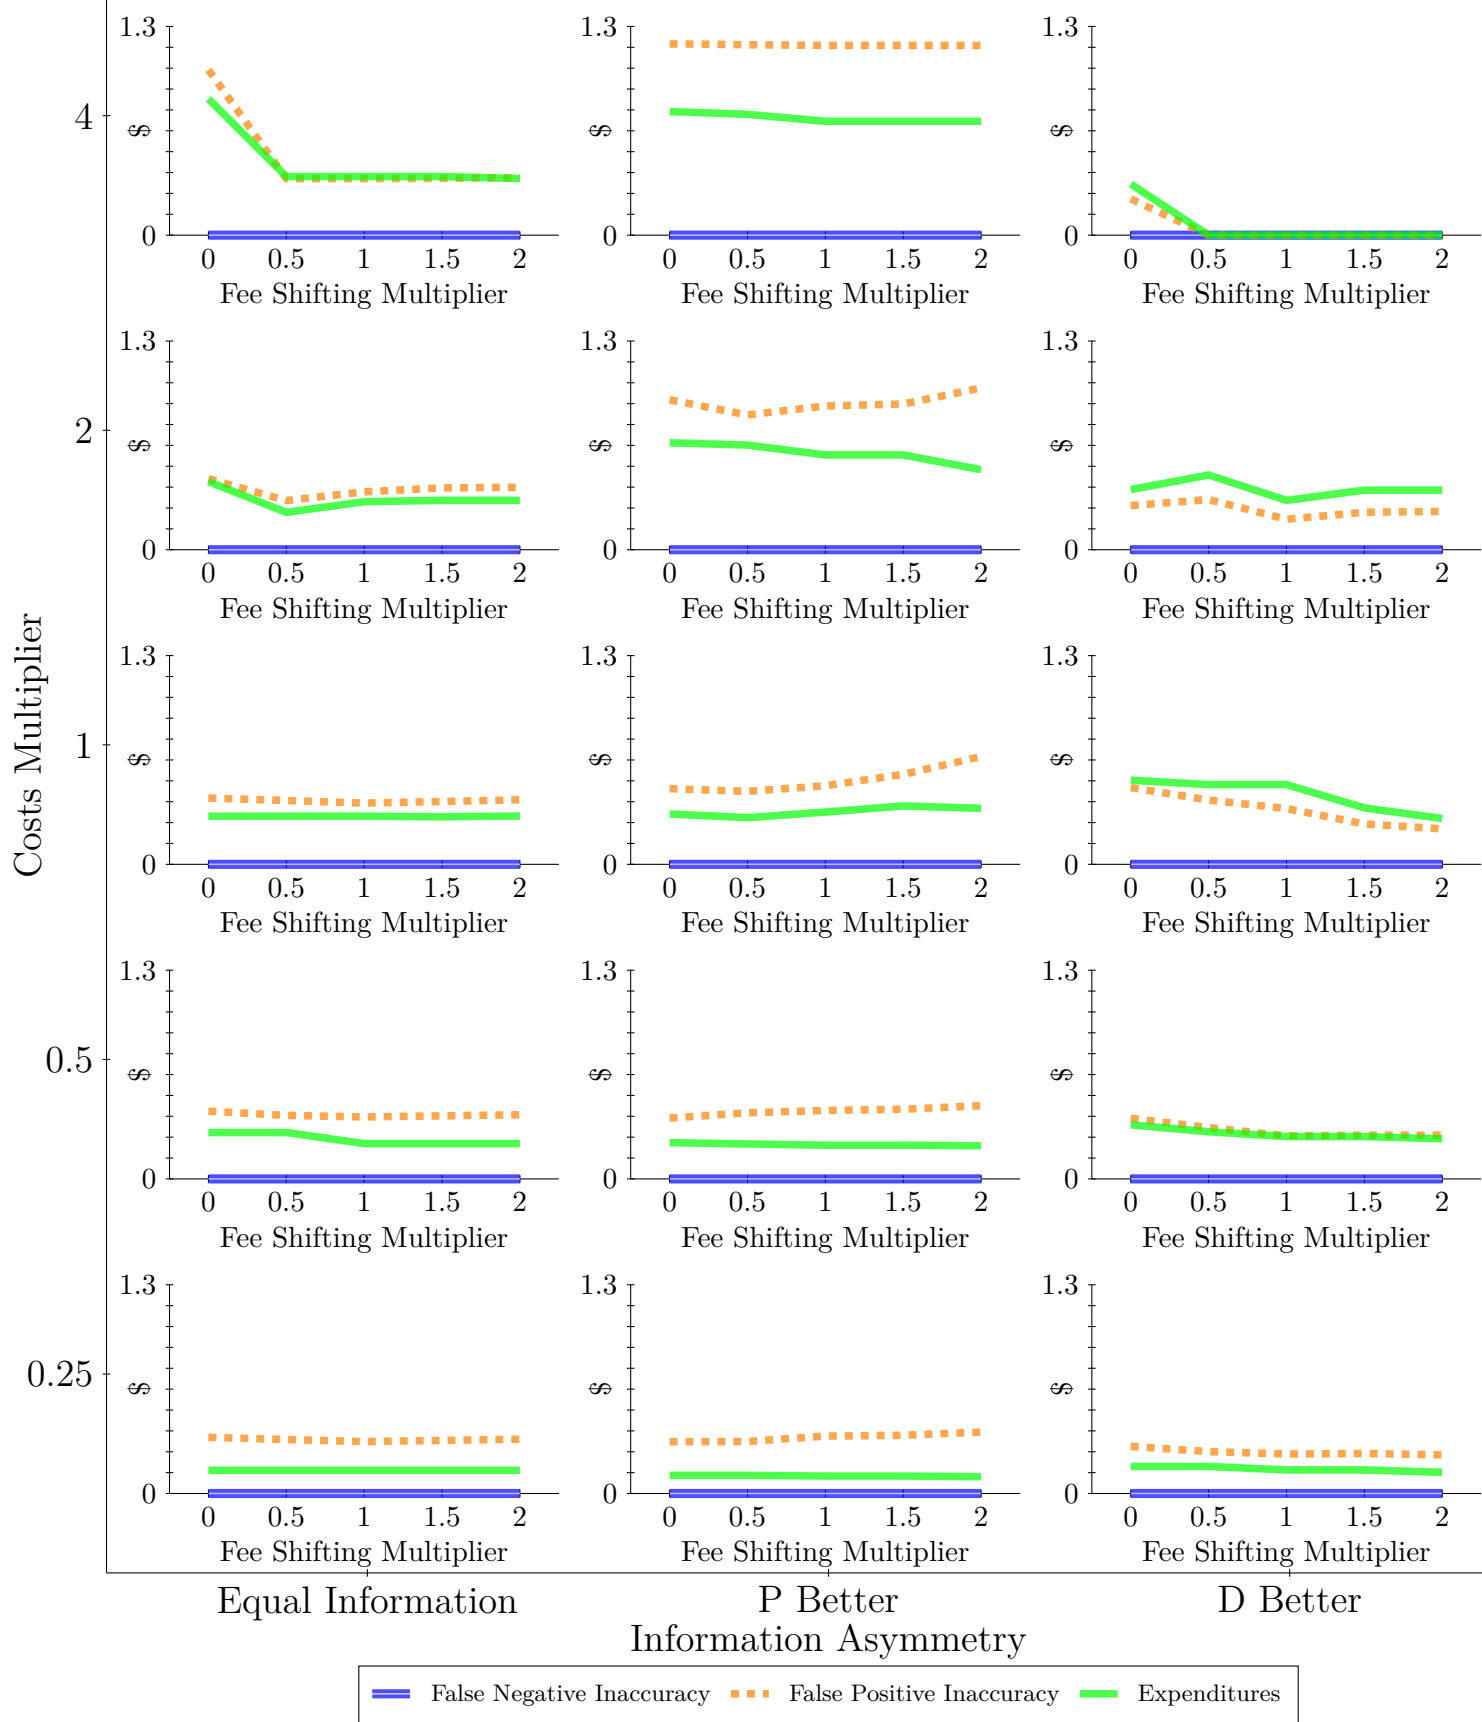 1.3 1.3 1.3
4
$ $ $
0 0 0
0 0.5 1 1.5 2 0 0.5 1 1.5 2 0 0.5 1 1.5 2
Fee Shifting Multiplier Fee Shifting Multiplier Fee Shifting Multiplier
1.3 1.3 1.3
2
$ $ $
0 0 0
0 0.5 1 1.5 2 0 0.5 1 1.5 2 0 0.5 1 1.5 2
Fee Shifting Multiplier Fee Shifting Multiplier Fee Shifting Multiplier
Costs Multiplier
1.3 1.3 1.3
1
$ $ $
0 0 0
0 0.5 1 1.5 2 0 0.5 1 1.5 2 0 0.5 1 1.5 2
Fee Shifting Multiplier Fee Shifting Multiplier Fee Shifting Multiplier
1.3 1.3 1.3
0.5
$ $ $
0 0 0
0 0.5 1 1.5 2 0 0.5 1 1.5 2 0 0.5 1 1.5 2
Fee Shifting Multiplier Fee Shifting Multiplier Fee Shifting Multiplier
1.3 1.3 1.3
0.25
$ $ $
0 0 0
0 0.5 1 1.5 2 0 0.5 1 1.5 2 0 0.5 1 1.5 2
Fee Shifting Multiplier Fee Shifting Multiplier Fee Shifting Multiplier
Equal Information P Better D Better
Information Asymmetry
False Negative Inaccuracy False Positive Inaccuracy Expenditures